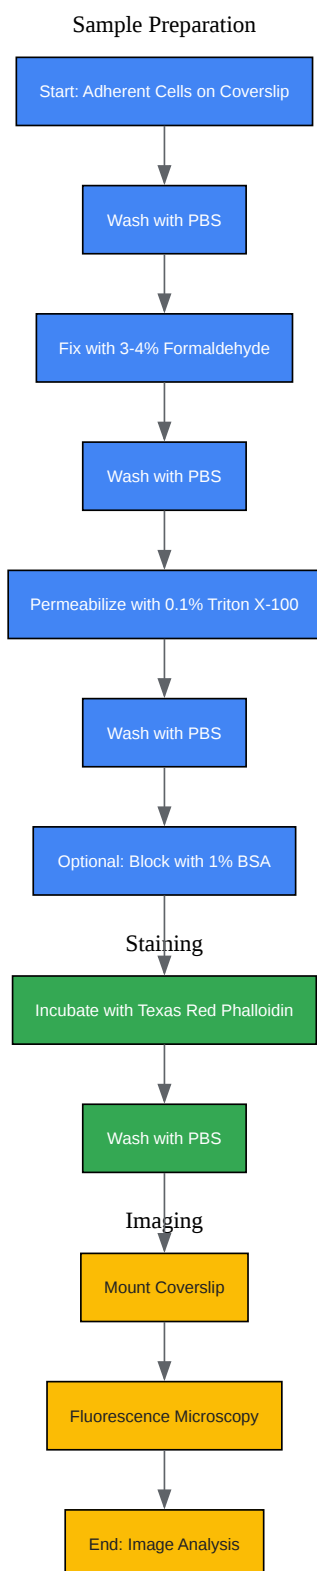 Sample Preparation
Start: Adherent Cells on Coverslip
Wash with PBS
Fix with 3-4% Formaldehyde
Wash with PBS
Permeabilize with 0.1% Triton X-100
Wash with PBS
Optional: Block with 1% BSA
Staining
Incubate with Texas Red Phalloidin
Wash with PBS
Imaging
Mount Coverslip
Fluorescence Microscopy
End: Image Analysis